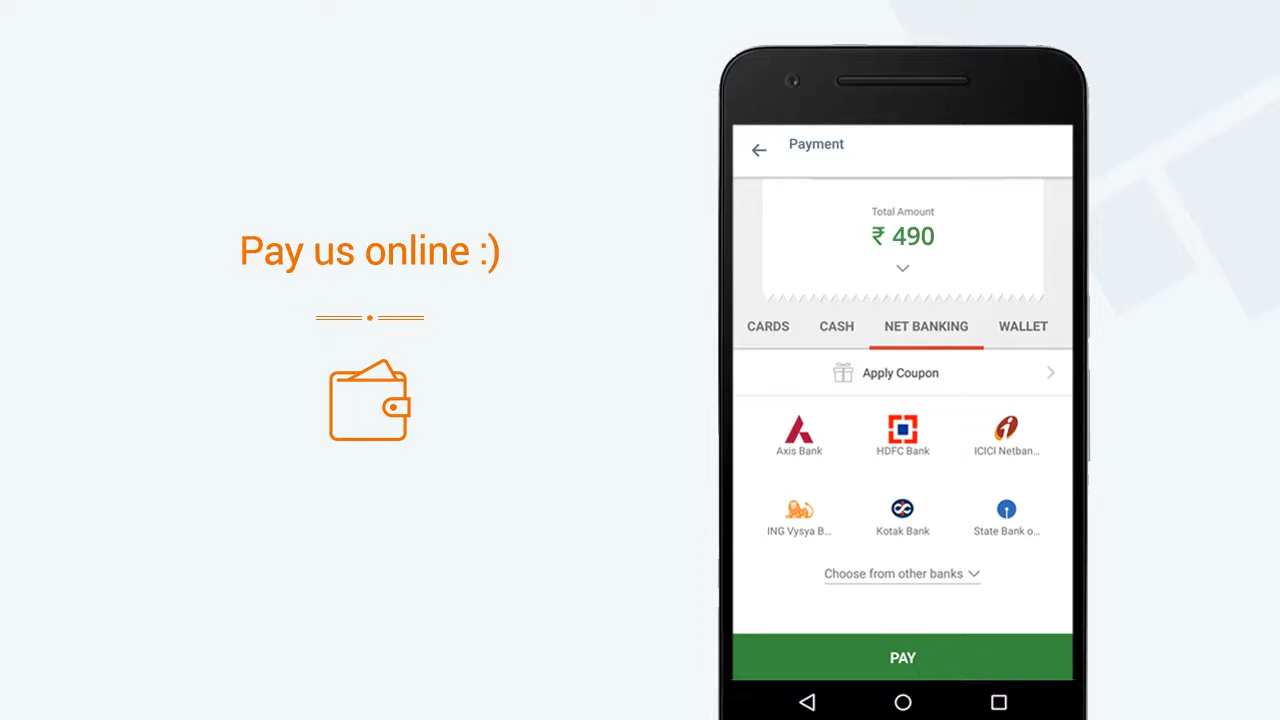 Pay us online :)
Payment
Total Amount
₹ 490
CARDS CASH NET BANKING WALLET
Apply Coupon
Axis Bank HDFC Bank ICICI Netban...
ING Vysya B... Kotak Bank State Bank o...
Choose from other banks
PAY